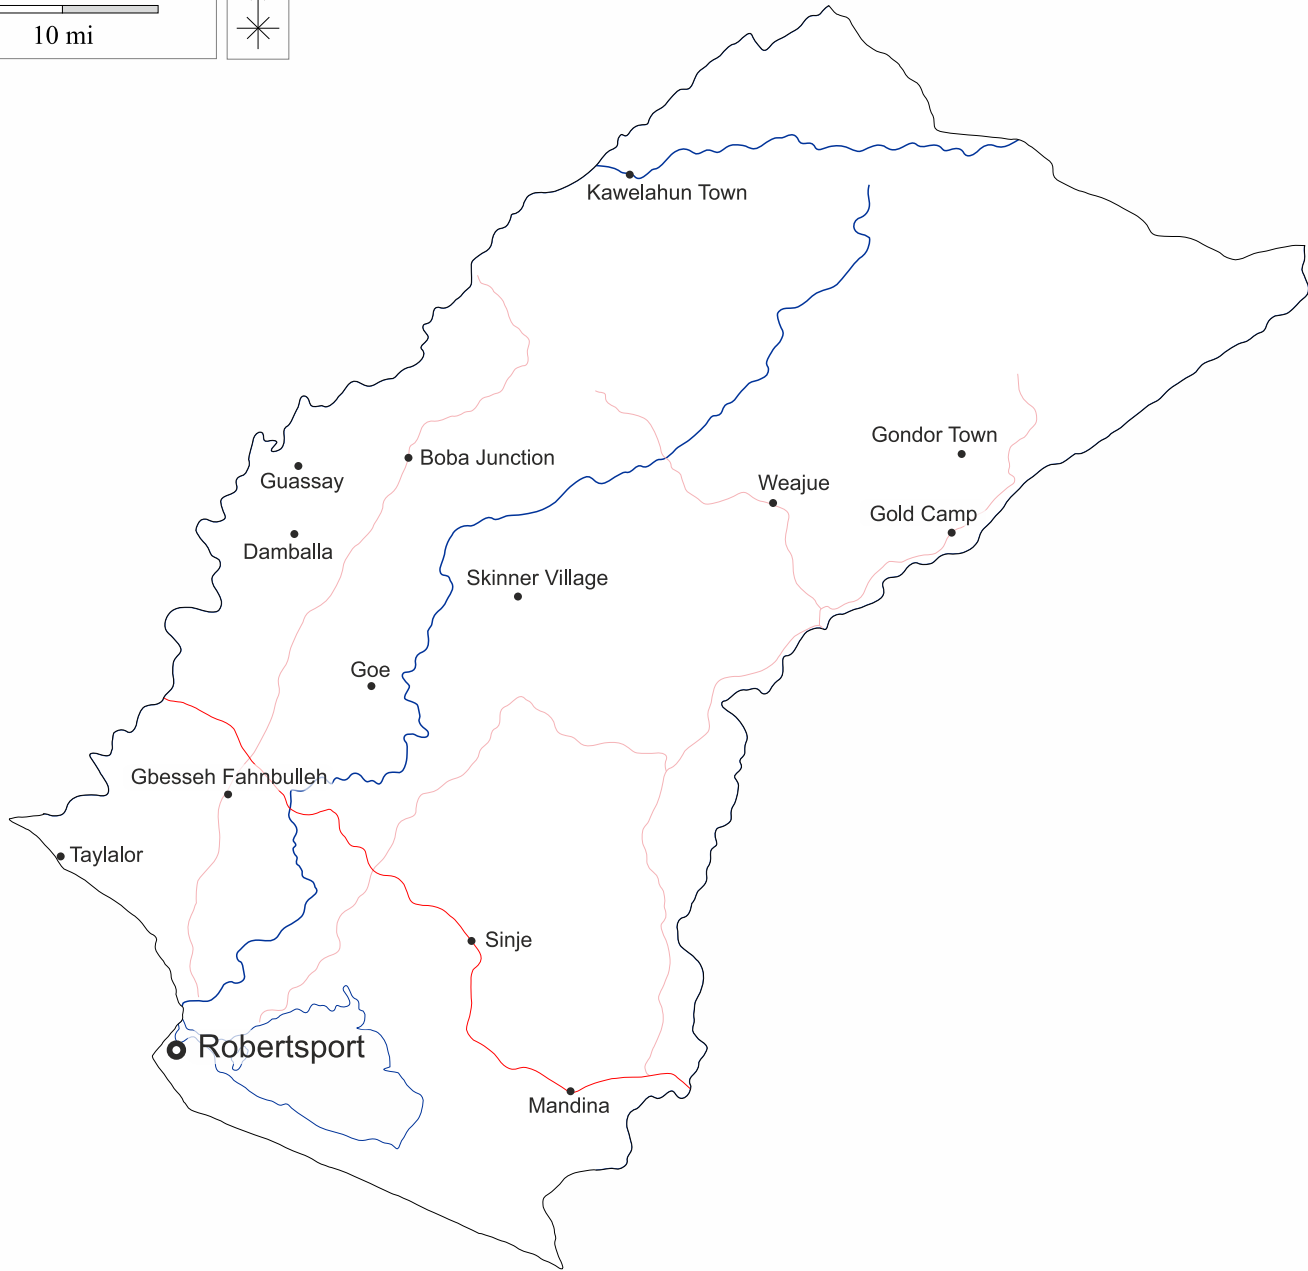 10 mi
Kawelahun Town
Gondor Town
Boba Junction
Guassay
Weajue
Gold Camp
Damballa
Skinner Village
Goe
Gbesseh Fahnbulleh
Taylalor
Sinje
Robertsport
Mandina